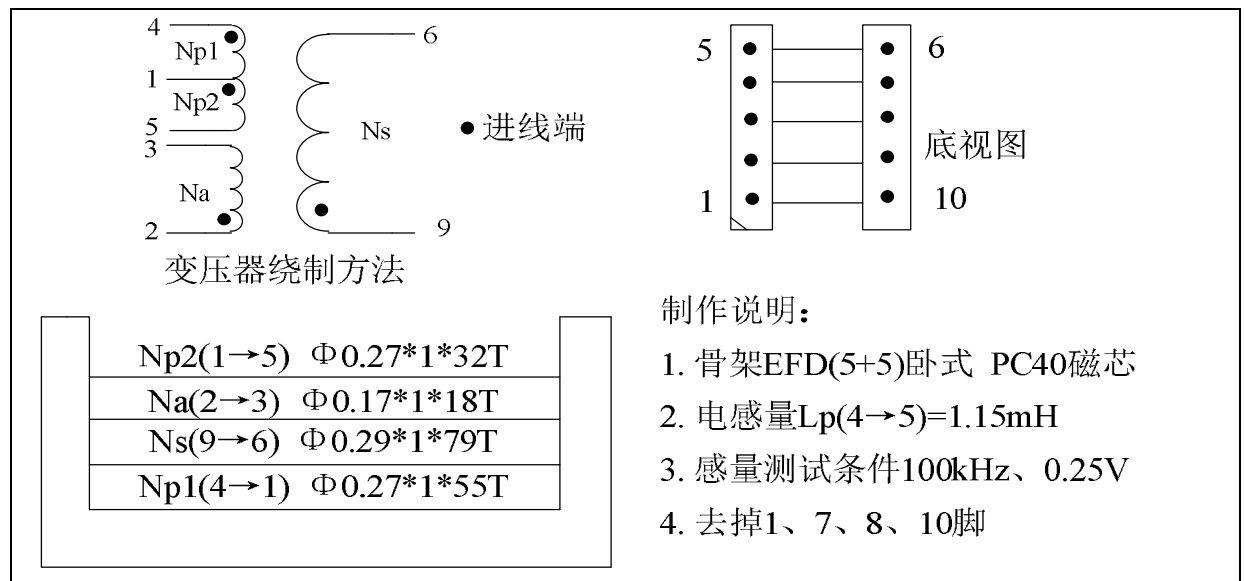 4
Np1
1
Np2
5
3
Na
2
6
Ns
9
●进线端
变压器绕制方法
5
6
底视图
1
10
Np2(1→5) Φ0.27*1*32T
Na(2→3) Φ0.17*1*18T
Ns(9→6) Φ0.29*1*79T
Np1(4→1) Φ0.27*1*55T
制作说明：
1. 骨架EFD(5+5)卧式 PC40磁芯
2. 电感量Lp(4→5)=1.15mH
3. 感量测试条件100kHz、0.25V
4. 去掉1、7、8、10脚